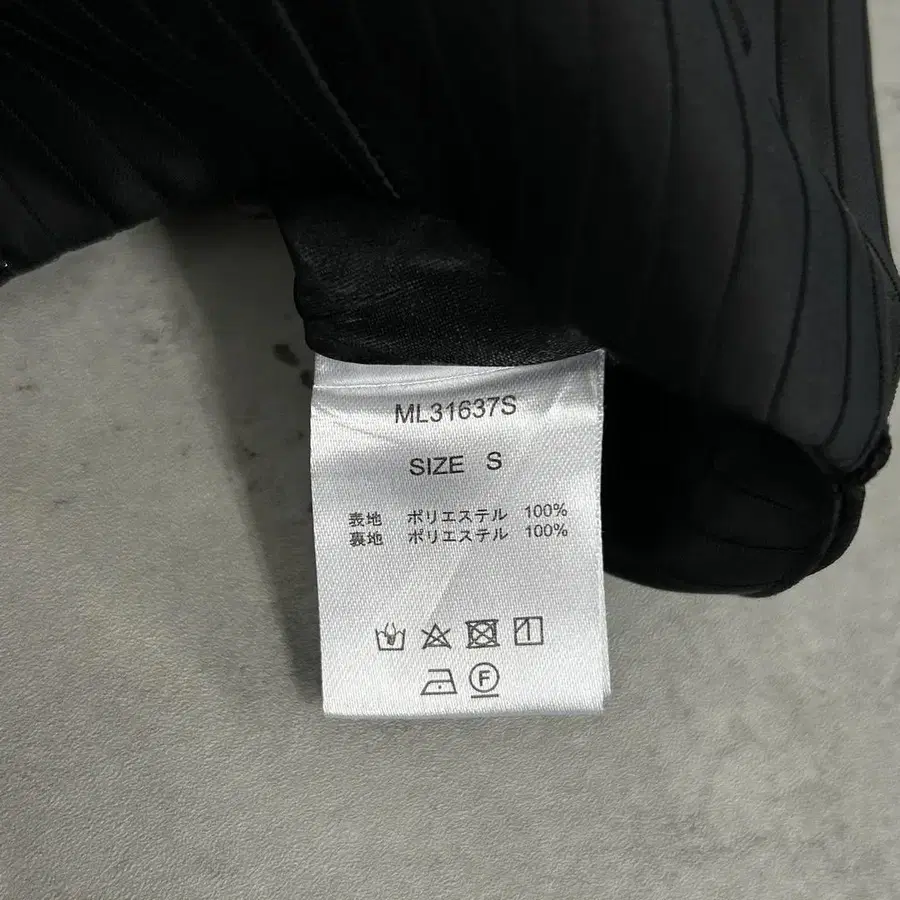 ML31637S
SIZE S
表地 ポリエステル 100%
裏地 ポリエステル 100%
F